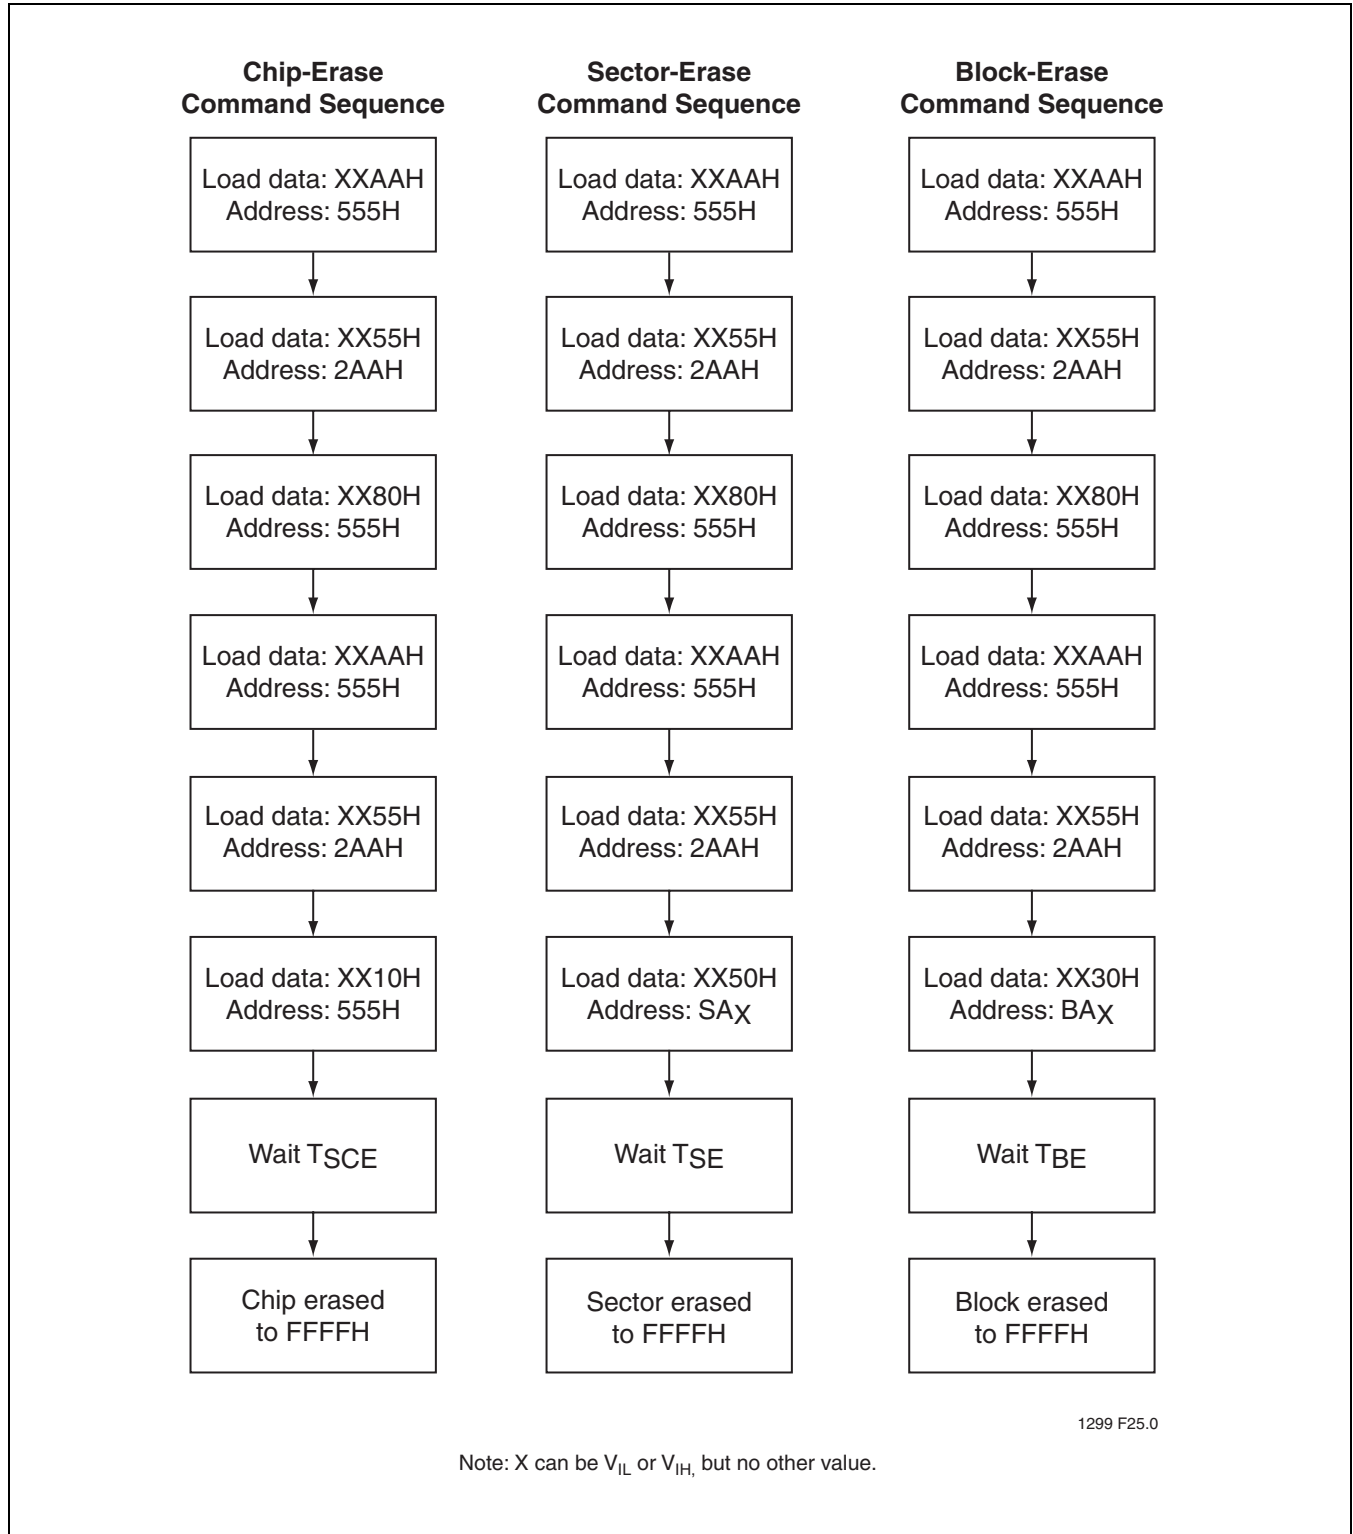 Chip-Erase
Command Sequence
Load data: XXAAH
Address: 555H
Load data: XX55H
Address: 2AAH
Load data: XX80H
Address: 555H
Load data: XXAAH
Address: 555H
Load data: XX55H
Address: 2AAH
Load data: XX10H
Address: 555H
Wait TSCE
Chip erased
to FFFFH
Sector-Erase
Command Sequence
Load data: XXAAH
Address: 555H
Load data: XX55H
Address: 2AAH
Load data: XX80H
Address: 555H
Load data: XXAAH
Address: 555H
Load data: XX55H
Address: 2AAH
Load data: XX50H
Address: SAX
Wait TSE
Sector erased
to FFFFH
Block-Erase
Command Sequence
Load data: XXAAH
Address: 555H
Load data: XX55H
Address: 2AAH
Load data: XX80H
Address: 555H
Load data: XXAAH
Address: 555H
Load data: XX55H
Address: 2AAH
Load data: XX30H
Address: BAX
Wait TBE
Block erased
to FFFFH
1299 F25.0
Note: X can be VIL or VIH, but no other value.